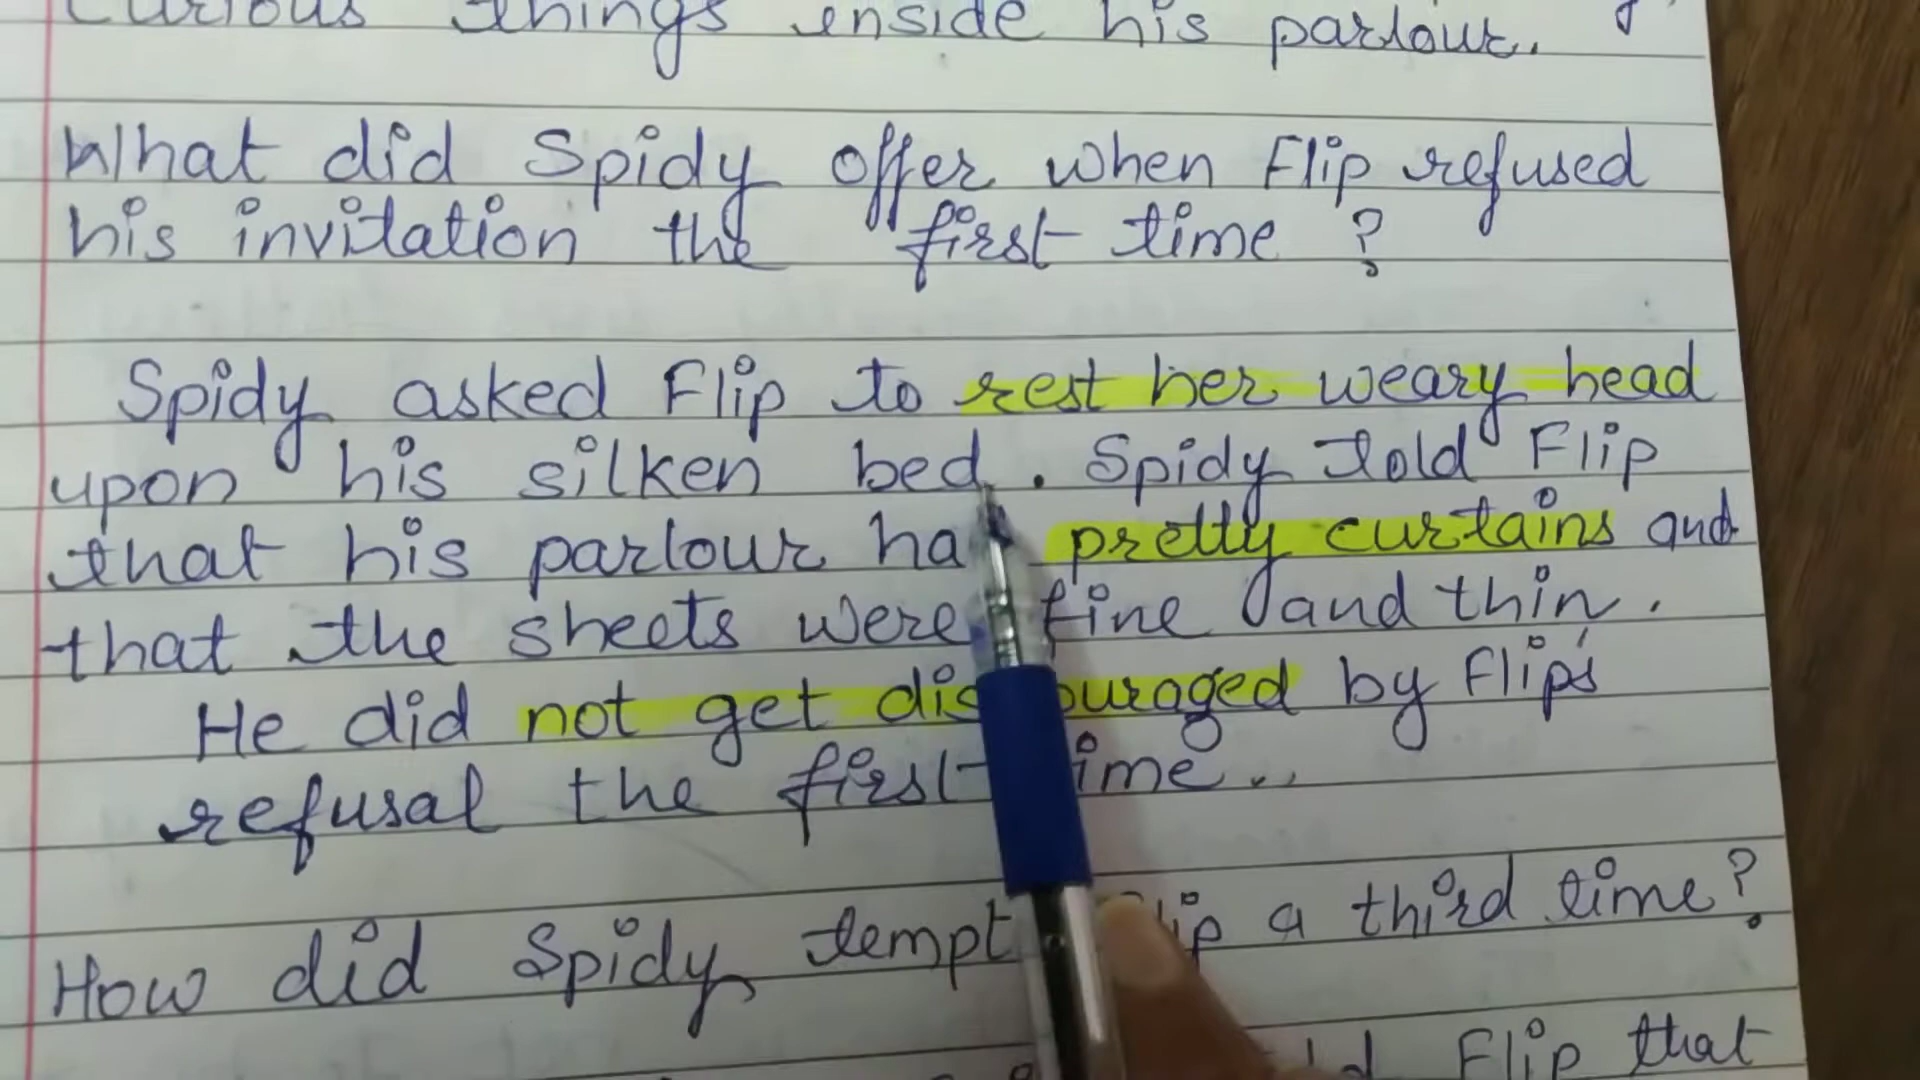 curious things inside his parlour.
What did Spidy offer when Flip refused
his invitation the first time ?
Spidy asked Flip to rest her weary head
upon his silken bed. Spidy told Flip
that his parlour ha pretty curtains and
that the sheets were fine and thin.
He did not get discouraged by Flip's
refusal the first time..
How did Spidy tempt Flip a third time?
Flip that